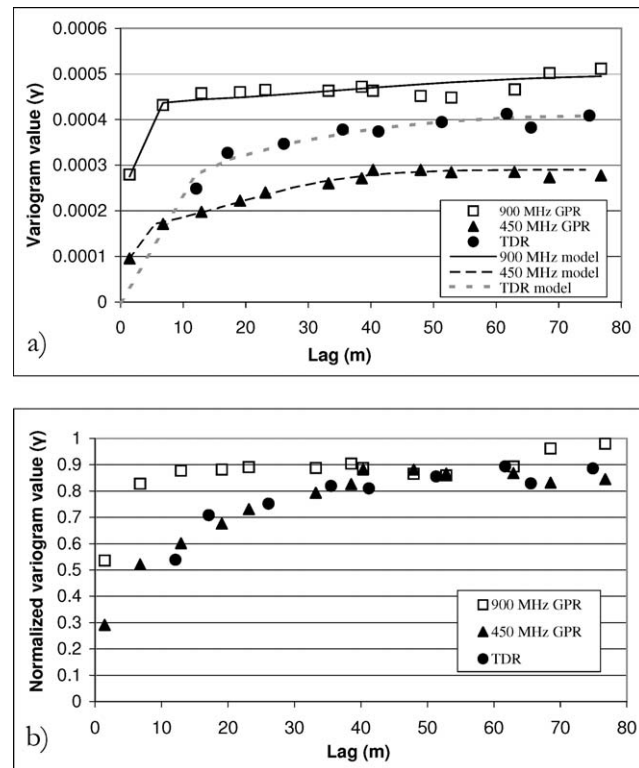 0.0006
0.0005
0.0004
0.0003
0.0002
0.0001
0
Variogram value (γ)
900 MHz GPR
450 MHz GPR
TDR
900 MHz model
450 MHz model
TDR model
0 10 20 30 40 50 60 70 80
Lag (m)
a)
1
0.9
0.8
0.7
0.6
0.5
0.4
0.3
0.2
0.1
0
Normalized variogram value (γ)
900 MHz GPR
450 MHz GPR
TDR
0 10 20 30 40 50 60 70 80
Lag (m)
b)